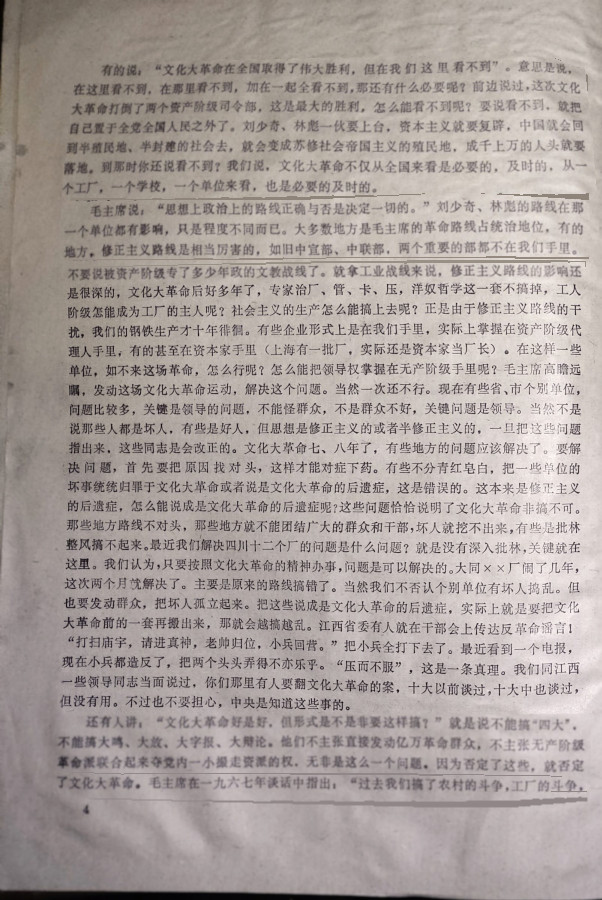 有的说：“文化大革命在全国取得了伟大胜利，但在我们这里看不到”。意思是说，
在这里看不到，在那里看不到，加在一起全看不到，那还有什么必要呢？前边说过，这次文化
大革命打倒了两个资产阶级司令部，这是最大的胜利，怎么能看不到呢？要说看不到，就把
自己置于全党全国人民之外了。刘少奇、林彪一伙要上台，资本主义就要复辟，中国就会回
到半殖民地、半封建的社会去，就会变成苏修社会帝国主义的殖民地，成千上万的人头就要
落地。到那时你还说看不到？我们说，文化大革命不仅从全国来看是必要的，及时的，从一
个工厂，一个学校，一个单位来看，也是必要的及时的。
毛主席说：“思想上政治上的路线正确与否是决定一切的。”刘少奇、林彪的路线在那
一个单位都有影响，只是程度不同而已。大多数地方是毛主席的革命路线占统治地位，有的
地方，修正主义路线是相当厉害的，如旧中宣部、中联部，两个重要的部都不在我们手里。
不要说被资产阶级专了多少年政的文教战线了。就拿工业战线来说，修正主义路线的影响还
是很深的，文化大革命后好多年了，专家治厂、管、卡、压，洋奴哲学这一套不搞掉，工人
阶级怎能成为工厂的主人呢？社会主义的生产怎么能搞上去呢？正是由于修正主义路线的干
扰，我们的钢铁生产才十年徘徊。有些企业形式上是在我们手里，实际上掌握在资产阶级代
理人手里，有的甚至在资本家手里（上海有一批厂，实际还是资本家当厂长）。在这样一些
单位，如不来这场革命，怎么行呢？怎么能把领导权掌握在无产阶级手里呢？毛主席高瞻远
瞩，发动这场文化大革命运动，解决这个问题。当然一次还不行。现在有些省、市个别单位，
问题比较多，关键是领导的问题，不能怪群众，不是群众不好，关键问题是领导。当然不是
说那些人都是坏人，有些是好人，但思想是修正主义的或者半修正主义的，一旦把这些问题
指出来，这些同志是会改正的。文化大革命七、八年了，有些地方的问题应该解决了。要解
决问题，首先要把原因找对头，这样才能对症下药。有些不分青红皂白，把一些单位的
坏事统统归罪于文化大革命或者说是文化大革命的后遗症，这是错误的。这本来是修正主义
的后遗症，怎么能说成是文化大革命的后遗症呢？这些问题恰恰说明了文化大革命非搞不可。
那些地方路线不对头，那些地方就不能团结广大的群众和干部，坏人就挖不出来，有些是批林
整风搞不起来。最近我们解决四川十二个厂的问题是什么问题？就是没有深入批林，关键就在
这里。我们认为，只要按照文化大革命的精神办事，问题是可以解决的。大同××厂闹了几年，
这次两个月就解决了。主要是原来的路线搞错了。当然我们不否认个别单位有坏人捣乱。但
也要发动群众，把坏人孤立起来。把这些说成是文化大革命的后遗症，实际上就是要把文化
大革命前的一套再搬出来，那就会越搞越乱。江西省委有人就在干部会上传达反革命谣言！
“打扫庙宇，请进真神，老帅归位，小兵回营。”把小兵全打下去了。最近看到一个电报，
现在小兵都造反了，把两个头头弄得不亦乐乎。“压而不服”，这是一条真理。我们同江西
一些领导同志当面说过，你们那里有人要翻文化大革命的案，十大以前谈过，十大中也谈过，
但没有用。不过也不要担心，中央是知道这些事的。
还有人讲：“文化大革命好是好，但形式是不是非要这样搞？”就是说不能搞“四大”，
不能搞大鸣、大放、大字报、大辩论。他们不主张直接发动亿万革命群众，不主张无产阶级
革命派联合起来夺党内一小撮走资派的权，无非是这么一个问题。因为否定了这些，就否定
了文化大革命。毛主席在一九六七年谈话中指出：“过去我们搞了农村的斗争，工厂的斗争，
4